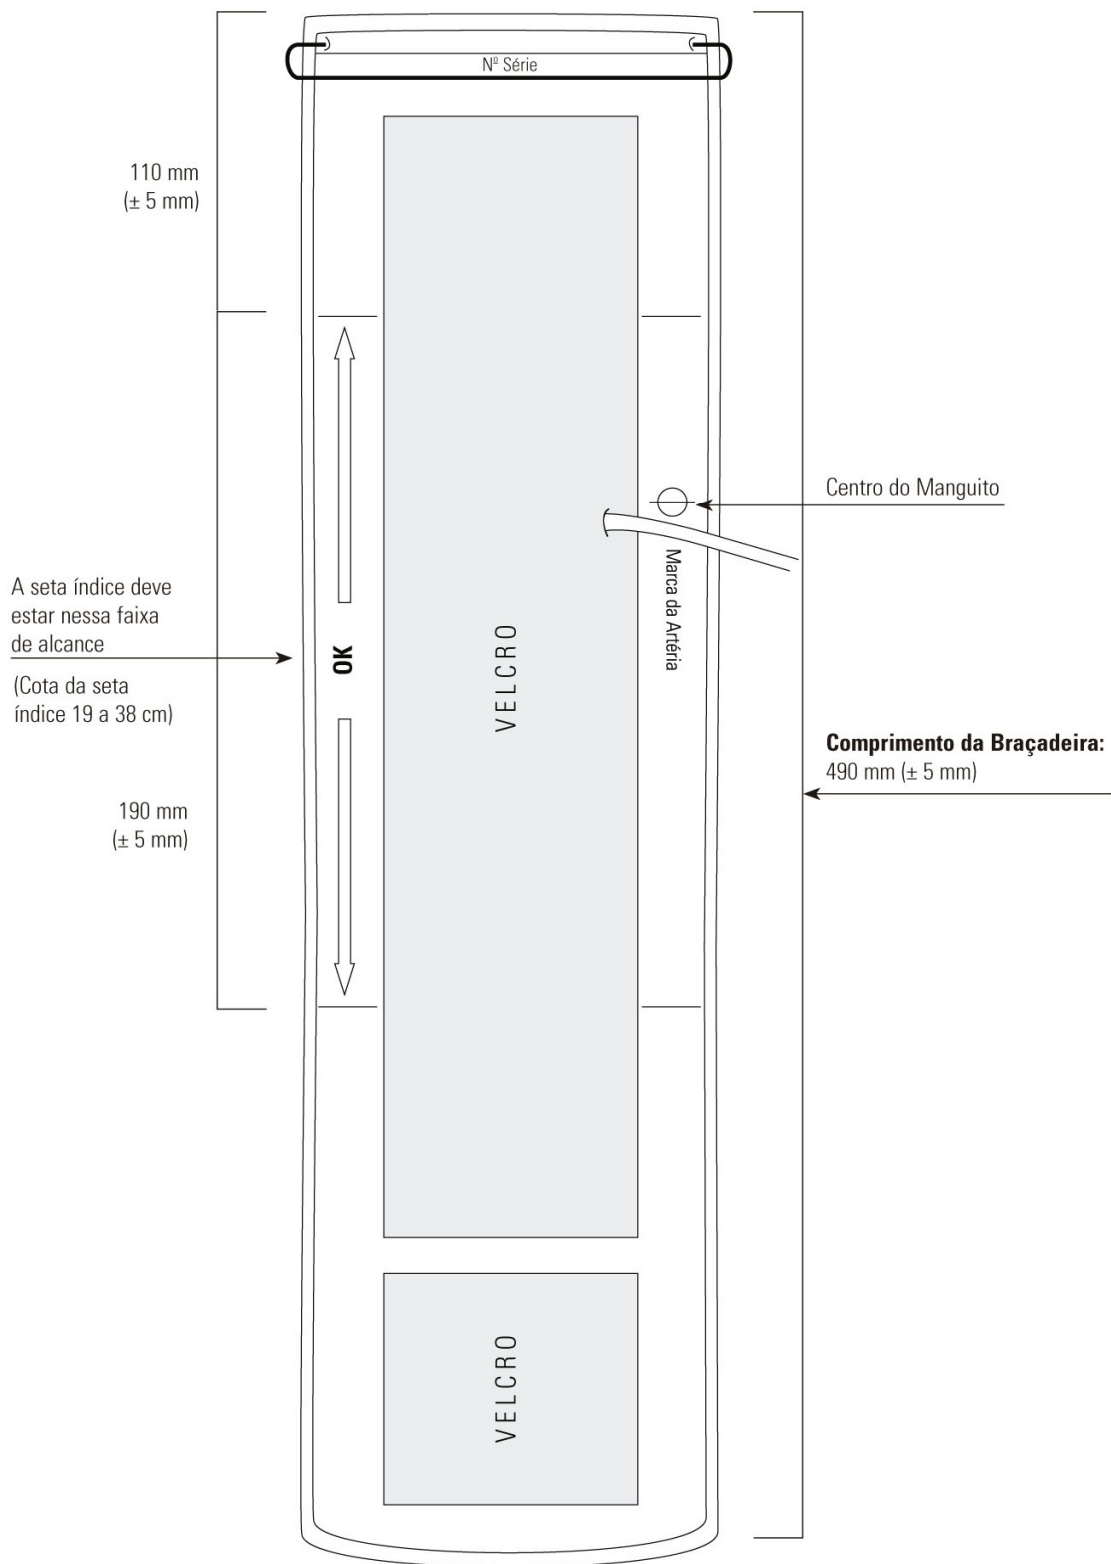 Nº Série
110 mm
(± 5 mm)
Centro do Manguito
Marca da Artéria
A seta índice deve
estar nessa faixa
de alcance
(Cota da seta
índice 19 a 38 cm)
OK
VELCRO
Comprimento da Braçadeira:
490 mm (± 5 mm)
190 mm
(± 5 mm)
VELCRO